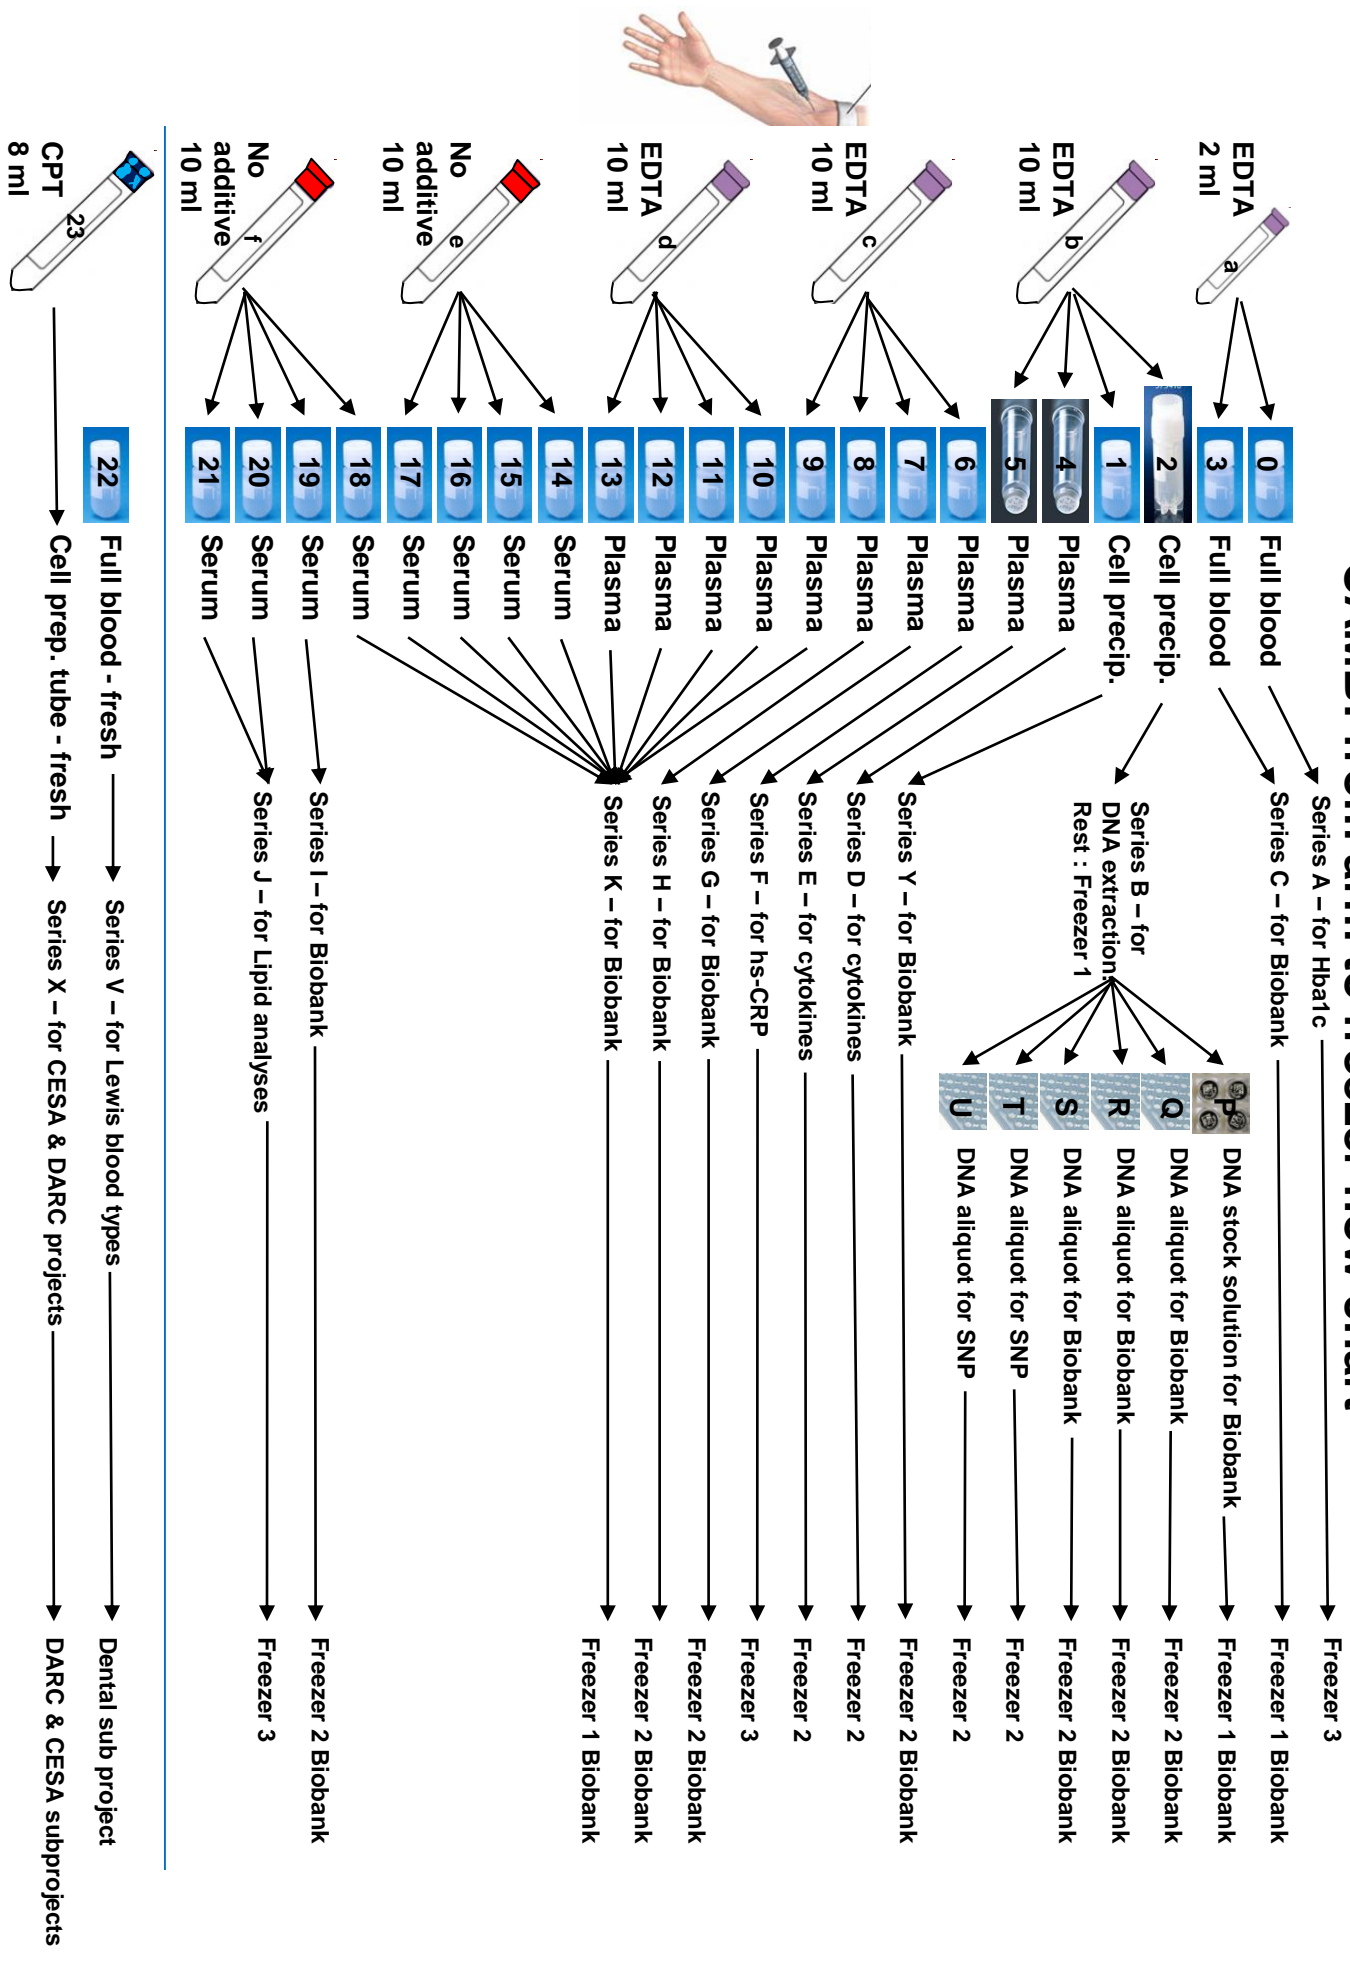 from arm to freezer flow chart
EDTA
2 ml
a
0
Full blood
Series A – for Hba1c
Freezer 3
3
Full blood
Series C – for Biobank
Freezer 1 Biobank
EDTA
10 ml
b
2
Cell precip.
Series B – for
DNA extraction.
Rest : Freezer 1
P
DNA stock solution for Biobank
Freezer 1 Biobank
Q
DNA aliquot for Biobank
Freezer 2 Biobank
R
DNA aliquot for Biobank
Freezer 2 Biobank
S
DNA aliquot for Biobank
Freezer 2 Biobank
T
DNA aliquot for SNP
Freezer 2
U
DNA aliquot for SNP
Freezer 2
1
Cell precip.
Series Y – for Biobank
Freezer 2 Biobank
4
Plasma
Series D – for cytokines
Freezer 2
5
Plasma
Series E – for cytokines
Freezer 2
EDTA
10 ml
c
6
Plasma
Series F – for hs-CRP
Freezer 3
7
Plasma
Series G – for Biobank
Freezer 2 Biobank
8
Plasma
Series H – for Biobank
Freezer 2 Biobank
9
Plasma
Series K – for Biobank
Freezer 1 Biobank
EDTA
10 ml
d
10
Plasma
11
Plasma
12
Plasma
13
Plasma
No
additive
10 ml
e
14
Serum
15
Serum
16
Serum
17
Serum
No
additive
10 ml
f
18
Serum
19
Serum
Series I – for Biobank
Freezer 2 Biobank
20
Serum
Series J – for Lipid analyses
Freezer 3
21
Serum
22
Full blood - fresh
Series V – for Lewis blood types
Dental sub project
CPT
8 ml
23
Cell prep. tube - fresh
Series X – for CESA & DARC projects
DARC & CESA subprojects